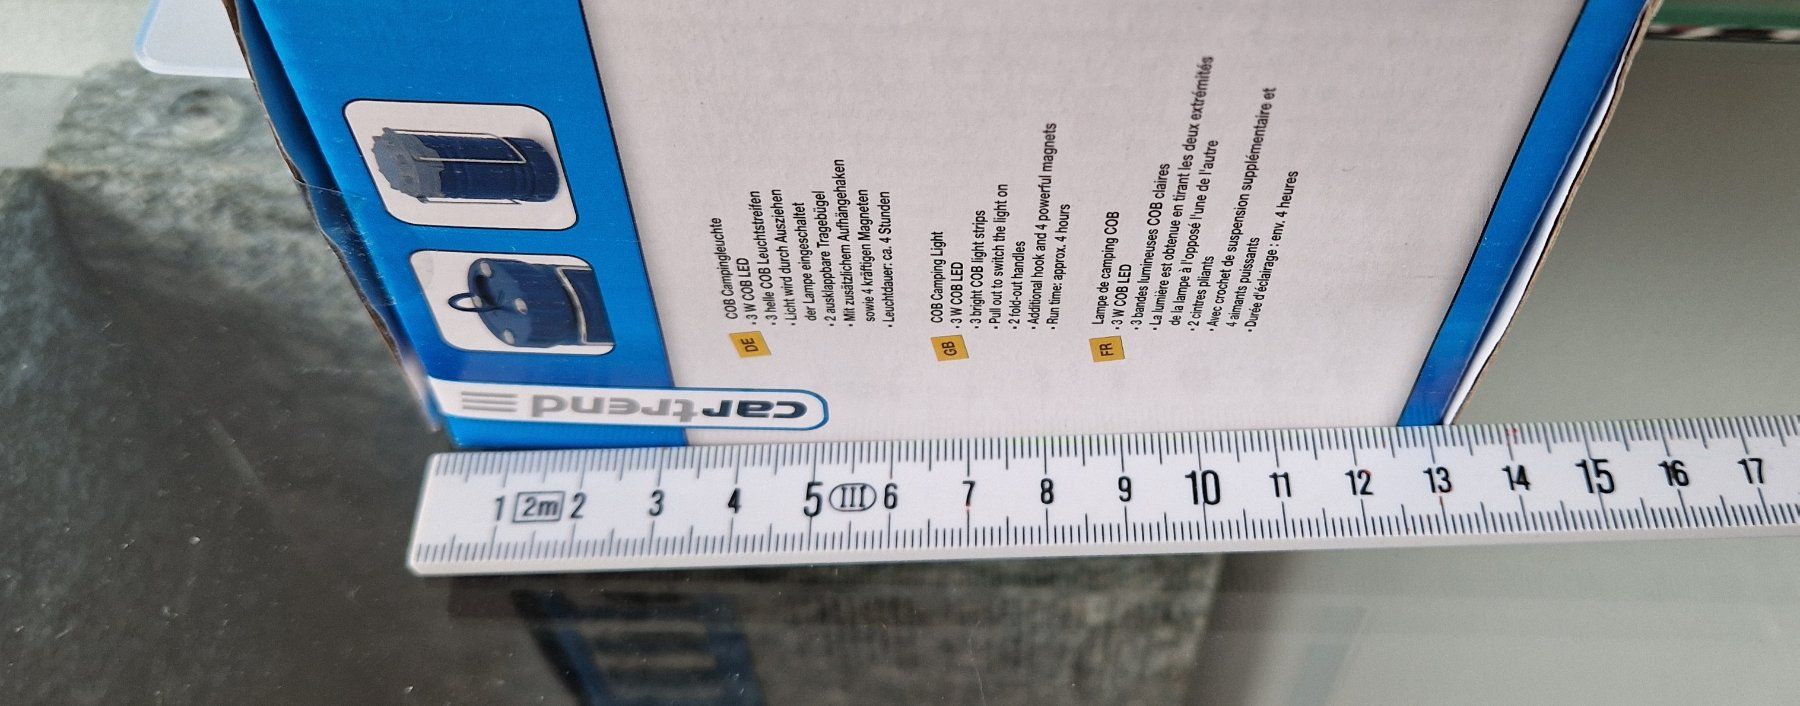 cartrend
DE
COB Campingleuchte
• 3 W COB LED
• 3 helle COB Leuchtstreifen
• Licht wird durch Ausziehen
der Lampe eingeschaltet
• 2 ausklappbare Tragebügel
• Mit zusätzlichem Aufhängehaken
sowie 4 kräftigen Magneten
• Leuchtdauer: ca. 4 Stunden
GB
COB Camping Light
• 3 W COB LED
• 3 bright COB light strips
• Pull out to switch the light on
• 2 fold-out handles
• Additional hook and 4 powerful magnets
• Run time: approx. 4 hours
FR
Lampe de camping COB
• 3 W COB LED
• 3 bandes lumineuses COB claires
• La lumière est obtenue en tirant les deux extrémités
de la lampe à l'opposé l'une de l'autre
• 2 cintres pliants
• Avec crochet de suspension supplémentaire et
4 aimants puissants
• Durée d'éclairage : env. 4 heures
1 2m 2 3 4 5 III 6 7 8 9 10 11 12 13 14 15 16 17